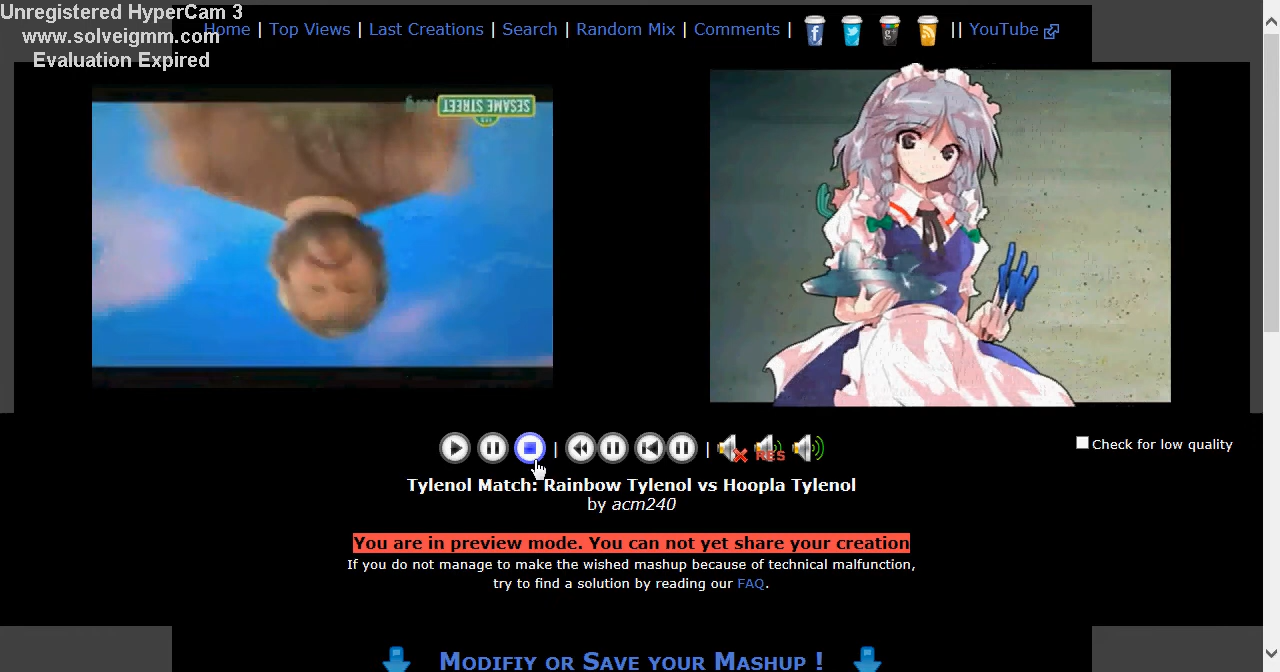 Unregistered HyperCam 3
www.solveigmm.com
Evaluation Expired
Home | Top Views | Last Creations | Search | Random Mix | Comments | || YouTube
SESAME STREET
Tylenol Match: Rainbow Tylenol vs Hoopla Tylenol
by acm240
Check for low quality
RES
You are in preview mode. You can not yet share your creation
If you do not manage to make the wished mashup because of technical malfunction,
try to find a solution by reading our FAQ.
MODIFIY OR SAVE YOUR MASHUP !